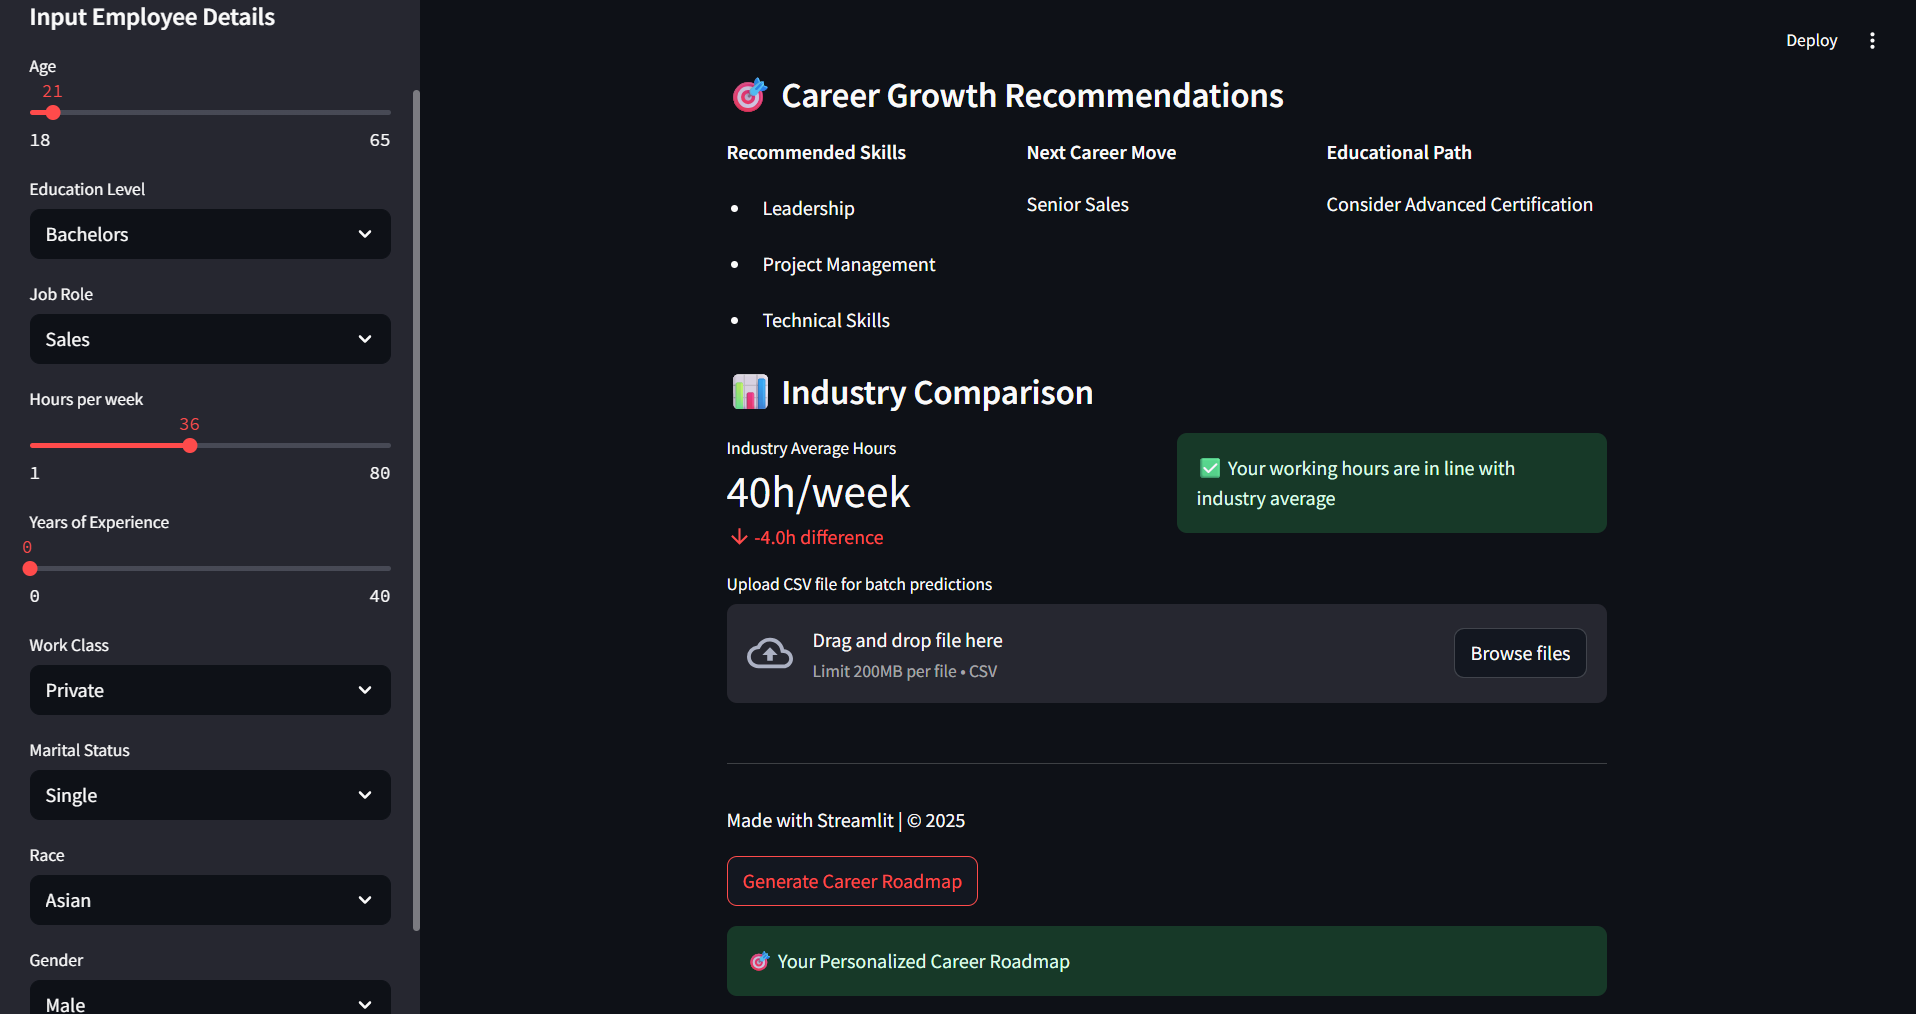 Input Employee Details
Age
21
18 65
Education Level
Bachelors
Job Role
Sales
Hours per week
36
1 80
Years of Experience
0
0 40
Work Class
Private
Marital Status
Single
Race
Asian
Gender
Male
Deploy
Career Growth Recommendations
Recommended Skills
• Leadership
• Project Management
• Technical Skills
Next Career Move
Senior Sales
Educational Path
Consider Advanced Certification
Industry Comparison
Industry Average Hours
40h/week
-4.0h difference
Your working hours are in line with
industry average
Upload CSV file for batch predictions
Drag and drop file here
Limit 200MB per file • CSV
Browse files
Made with Streamlit | © 2025
Generate Career Roadmap
Your Personalized Career Roadmap